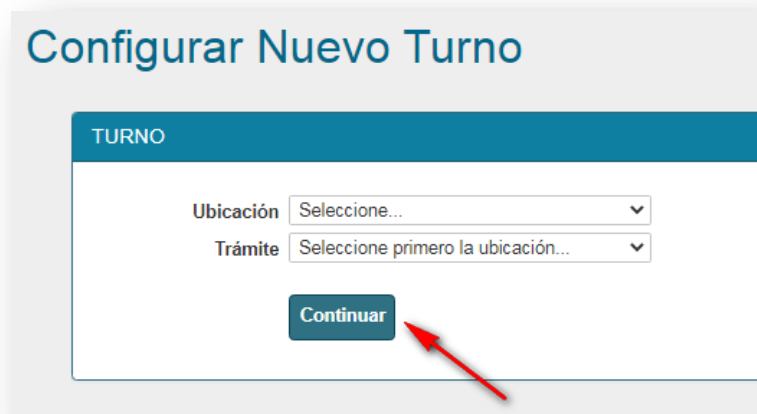 Configurar Nuevo Turno
TURNO
Ubicación Seleccione...
Trámite Seleccione primero la ubicación...
Continuar